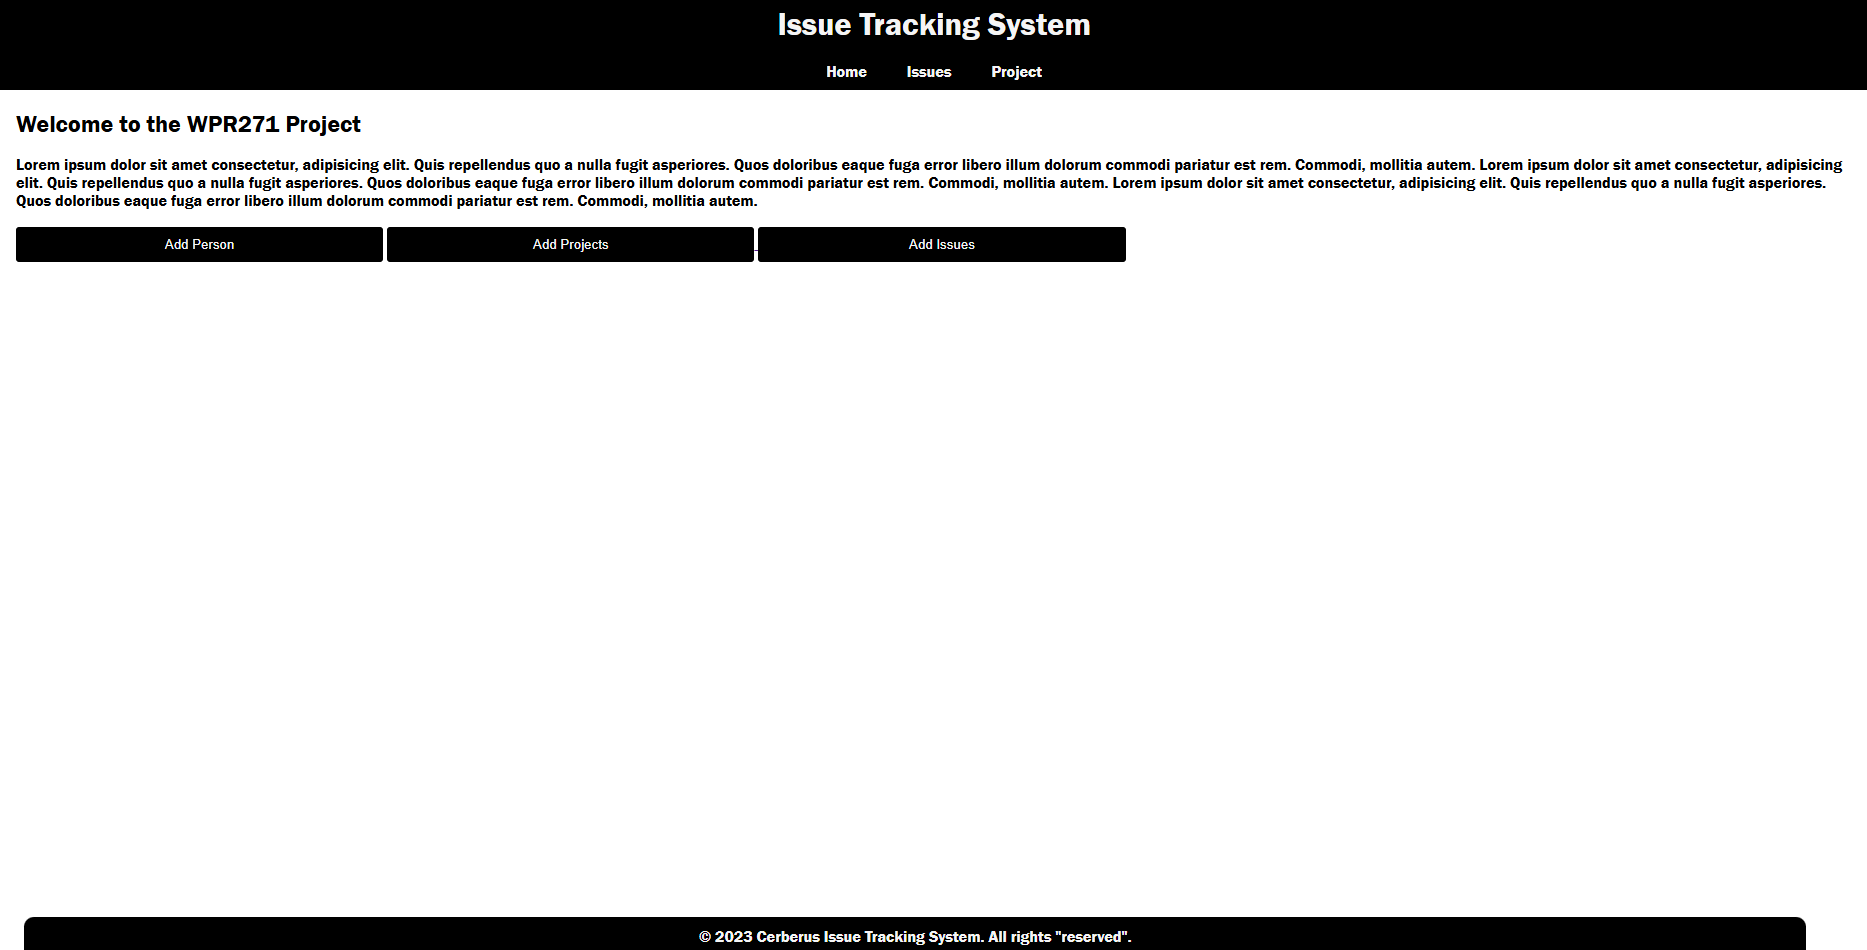 Issue Tracking System
Home Issues Project
Welcome to the WPR271 Project
Lorem ipsum dolor sit amet consectetur, adipisicing elit. Quis repellendus quo a nulla fugit asperiores. Quos doloribus eaque fuga error libero illum dolorum commodi pariatur est rem. Commodi, mollitia autem. Lorem ipsum dolor sit amet consectetur, adipisicing
elit. Quis repellendus quo a nulla fugit asperiores. Quos doloribus eaque fuga error libero illum dolorum commodi pariatur est rem. Commodi, mollitia autem. Lorem ipsum dolor sit amet consectetur, adipisicing elit. Quis repellendus quo a nulla fugit asperiores.
Quos doloribus eaque fuga error libero illum dolorum commodi pariatur est rem. Commodi, mollitia autem.
Add Person Add Projects Add Issues
© 2023 Cerberus Issue Tracking System. All rights "reserved".